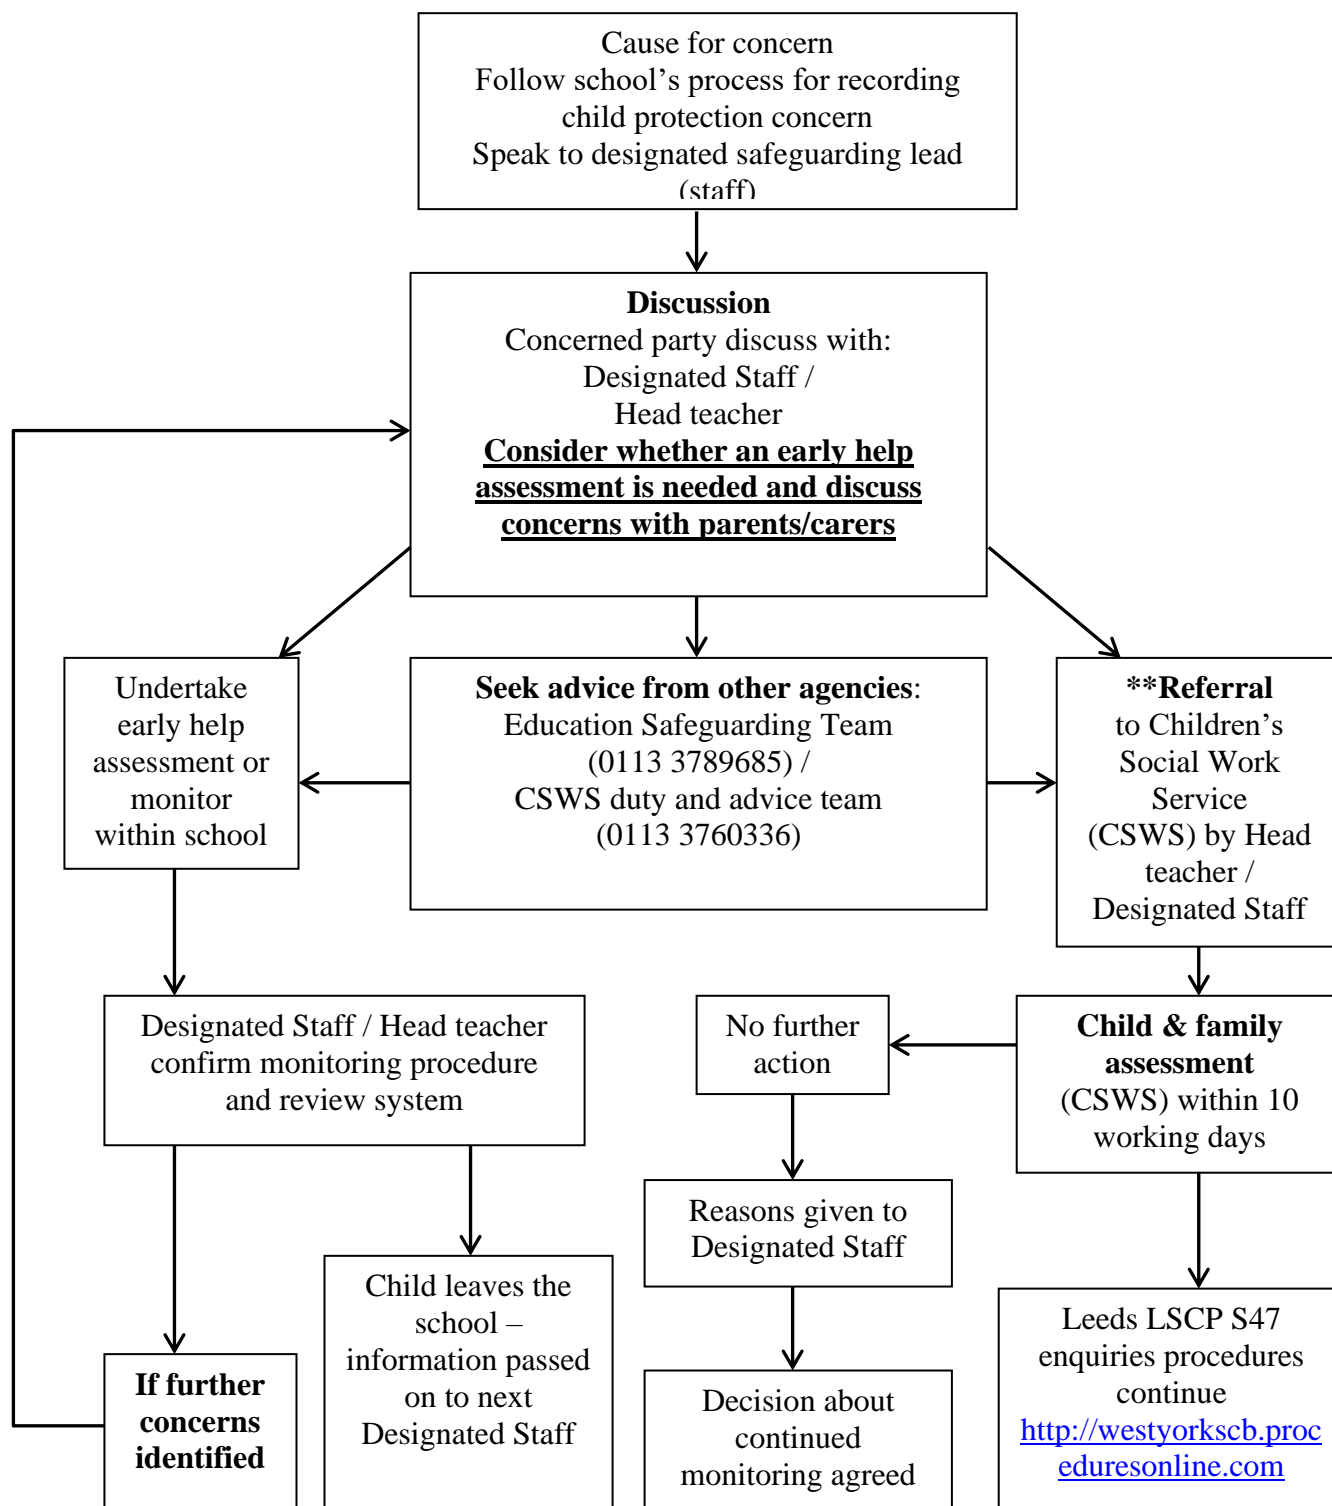 Cause for concern
Follow school’s process for recording
child protection concern
Speak to designated safeguarding lead
(staff)
Discussion
Concerned party discuss with:
Designated Staff /
Head teacher
Consider whether an early help
assessment is needed and discuss
concerns with parents/carers
Undertake
early help
assessment or
monitor
within school
Seek advice from other agencies:
Education Safeguarding Team
(0113 3789685) /
CSWS duty and advice team
(0113 3760336)
**Referral
to Children’s
Social Work
Service
(CSWS) by Head
teacher /
Designated Staff
Designated Staff / Head teacher
confirm monitoring procedure
and review system
No further
action
Child & family
assessment
(CSWS) within 10
working days
Reasons given to
Designated Staff
Child leaves the
school –
information passed
on to next
Designated Staff
If further
concerns
identified
Decision about
continued
monitoring agreed
Leeds LSCP S47
enquiries procedures
continue
http://westyorkscb.proc
eduresonline.com